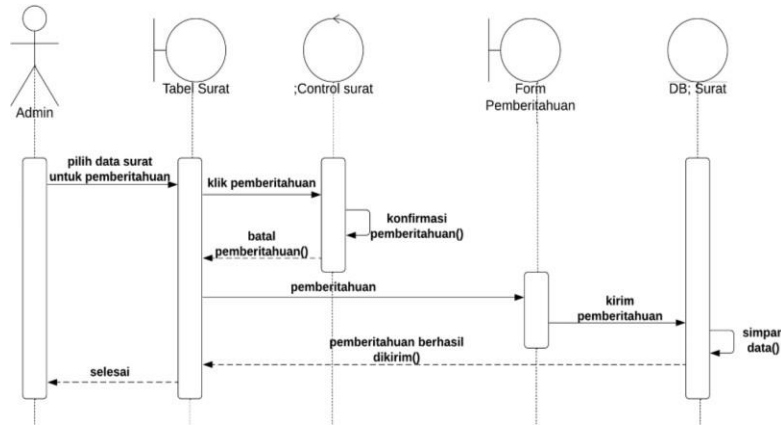 Admin
Tabel Surat
;Control surat
Form
Pemberitahuan
DB; Surat
pilih data surat
untuk pemberitahuan
klik pemberitahuan
konfirmasi
pemberitahuan()
batal
pemberitahuan()
pemberitahuan
kirim
pemberitahuan
simpan
data()
pemberitahuan berhasil
dikirim()
selesai